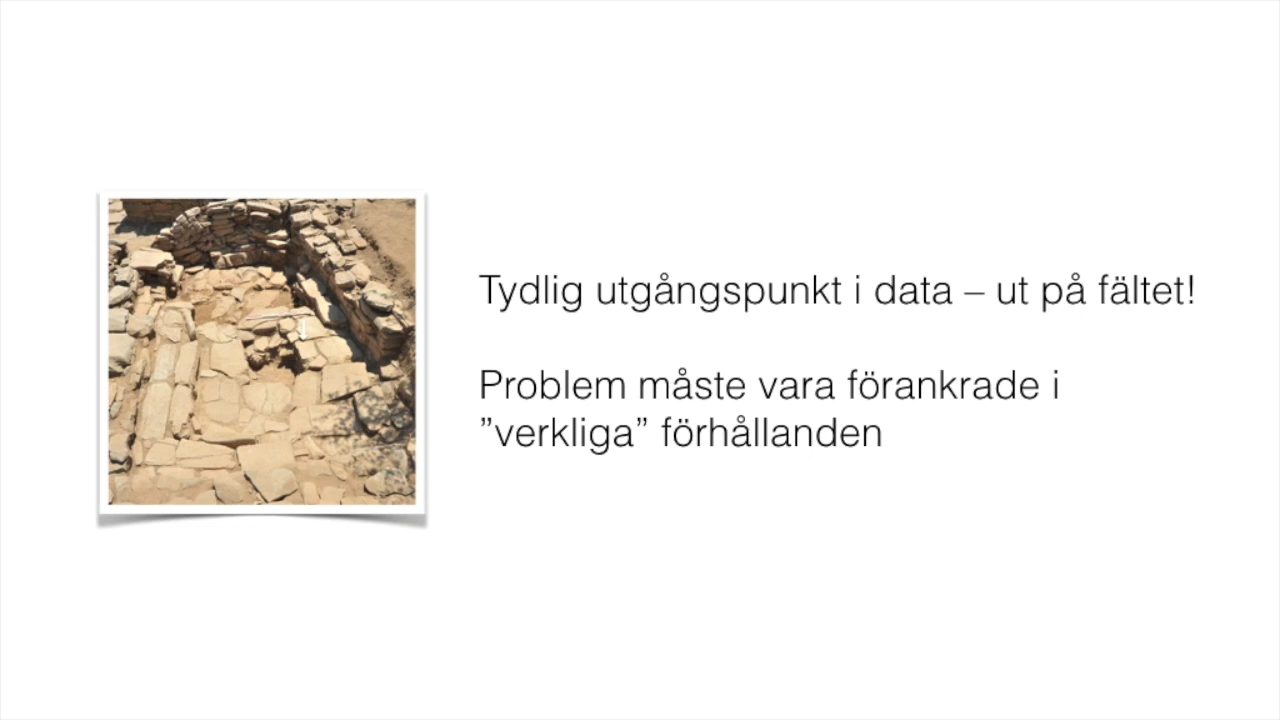 Tydlig utgångspunkt i data – ut på fältet!
Problem måste vara förankrade i
”verkliga” förhållanden